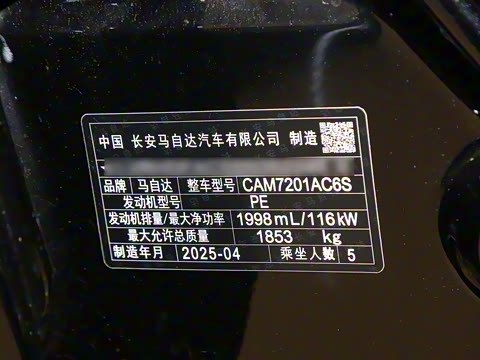 中国 长安马自达汽车有限公司 制造
品牌 马自达 整车型号 CAM7201AC6S
发动机型号 PE
发动机排量/最大净功率 1998mL/116kW
最大允许总质量 1853 kg
制造年月 2025-04 乘坐人数 5